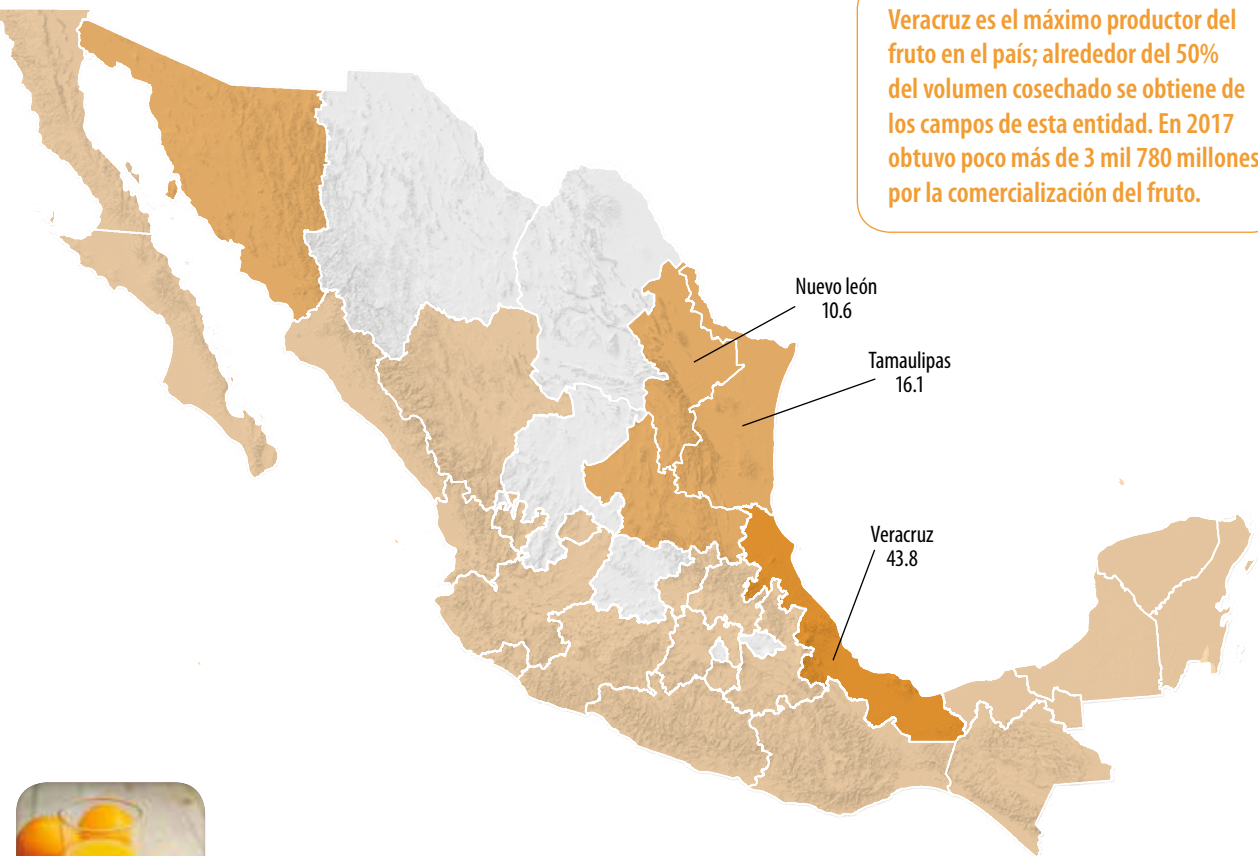 Veracruz es el máximo productor del
fruto en el país; alrededor del 50%
del volumen cosechado se obtiene de
los campos de esta entidad. En 2017
obtuvo poco más de 3 mil 780 millones
por la comercialización del fruto.
Nuevo león
10.6
Tamaulipas
16.1
Veracruz
43.8